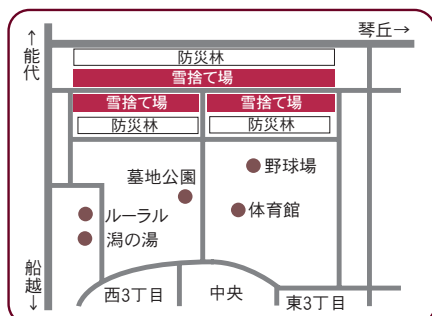 琴丘→
↑能代
防災林
雪捨て場
雪捨て場
雪捨て場
防災林
防災林
野球場
墓地公園
体育館
ルーラル
潟の湯
船越↓
西3丁目
中央
東3丁目